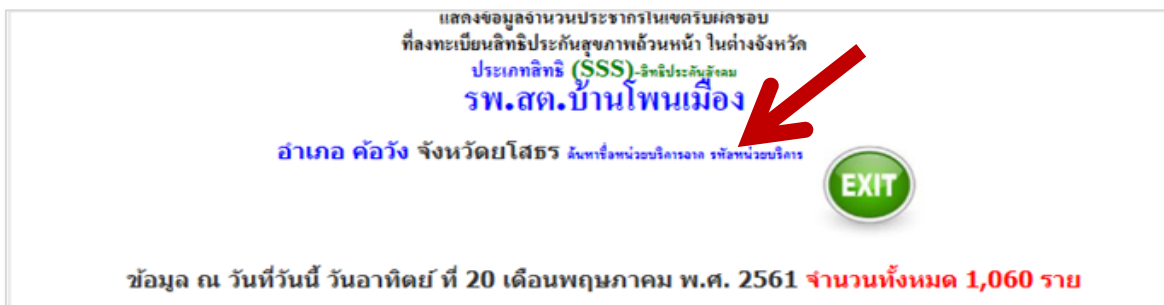 แสดงข้อมูลจำนวนประชากรในเขตรับผิดชอบ
ที่ลงทะเบียนสิทธิประกันสุขภาพถ้วนหน้า ในต่างจังหวัด
ประเภทสิทธิ (SSS)-สิทธิประกันสังคม
รพ.สต.บ้านโพนเมือง
อำเภอ ค้อวัง จังหวัดยโสธร ค้นหาชื่อหน่วยบริการจาก รหัสหน่วยบริการ
EXIT
ข้อมูล ณ วันที่วันนี้ วันอาทิตย์ ที่ 20 เดือนพฤษภาคม พ.ศ. 2561 จำนวนทั้งหมด 1,060 ราย